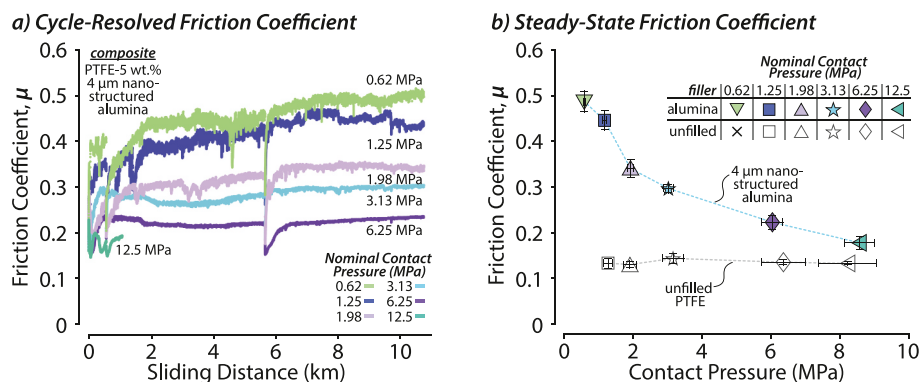 a) Cycle-Resolved Friction Coefficient
Friction Coefficient, µ
0.6
0.5
0.4
0.3
0.2
0.1
0
composite
PTFE-5 wt.%
4 µm nano-
structured
alumina
0.62 MPa
1.25 MPa
1.98 MPa
3.13 MPa
6.25 MPa
12.5 MPa
Nominal Contact
Pressure (MPa)
0.62 3.13
1.25 6.25
1.98 12.5
0 2 4 6 8 10
Sliding Distance (km)
b) Steady-State Friction Coefficient
Friction Coefficient, µ
0.6
0.5
0.4
0.3
0.2
0.1
0
Nominal Contact
Pressure (MPa)
filler 0.62 1.25 1.98 3.13 6.25 12.5
alumina
unfilled
4 µm nano-
structured
alumina
unfilled
PTFE
0 2 4 6 8 10
Contact Pressure (MPa)